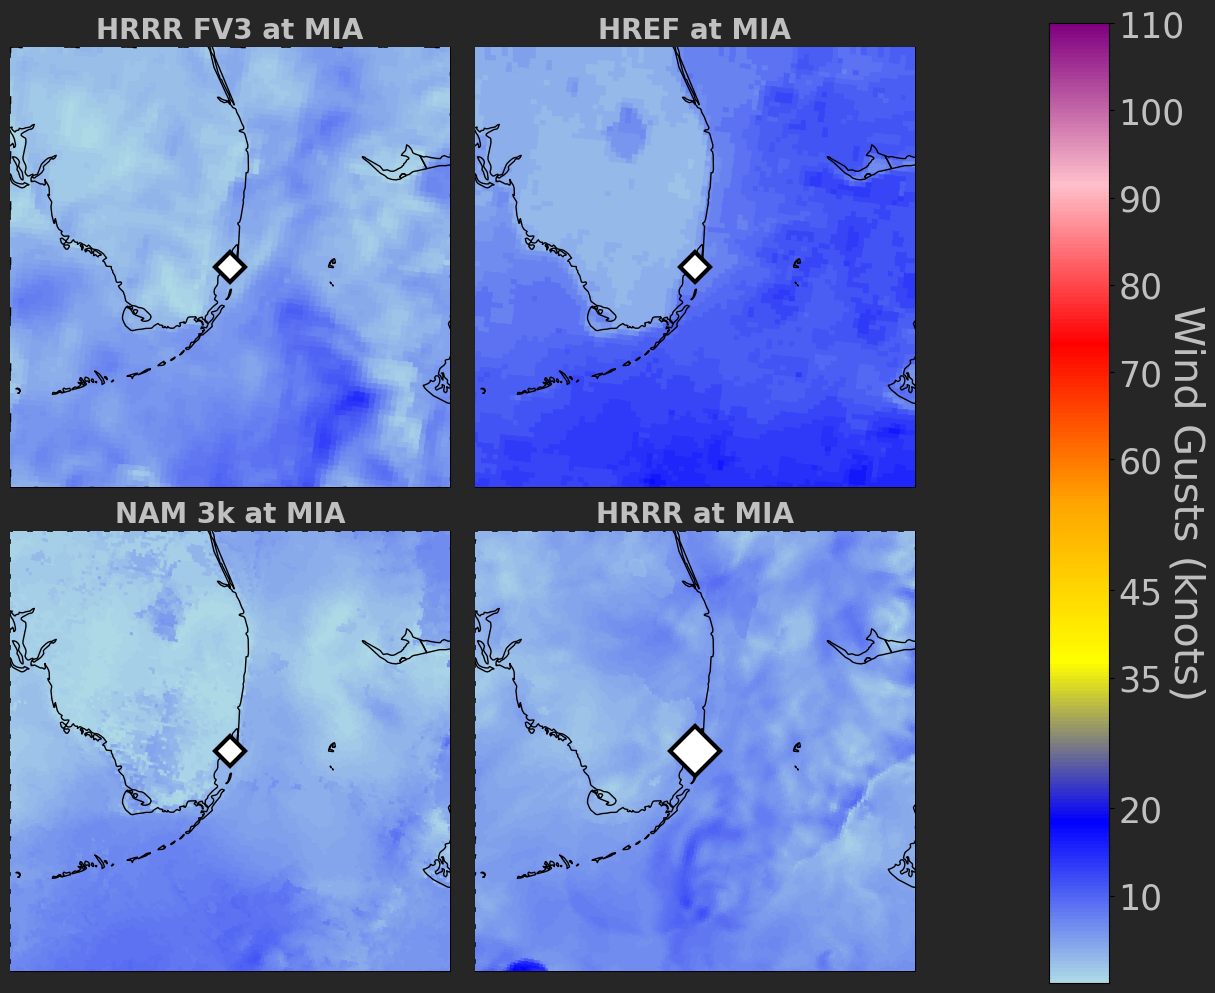 HRRR FV3 at MIA
HREF at MIA
NAM 3k at MIA
HRRR at MIA
110
100
90
80
70
60
45
35
20
10
Wind Gusts (knots)